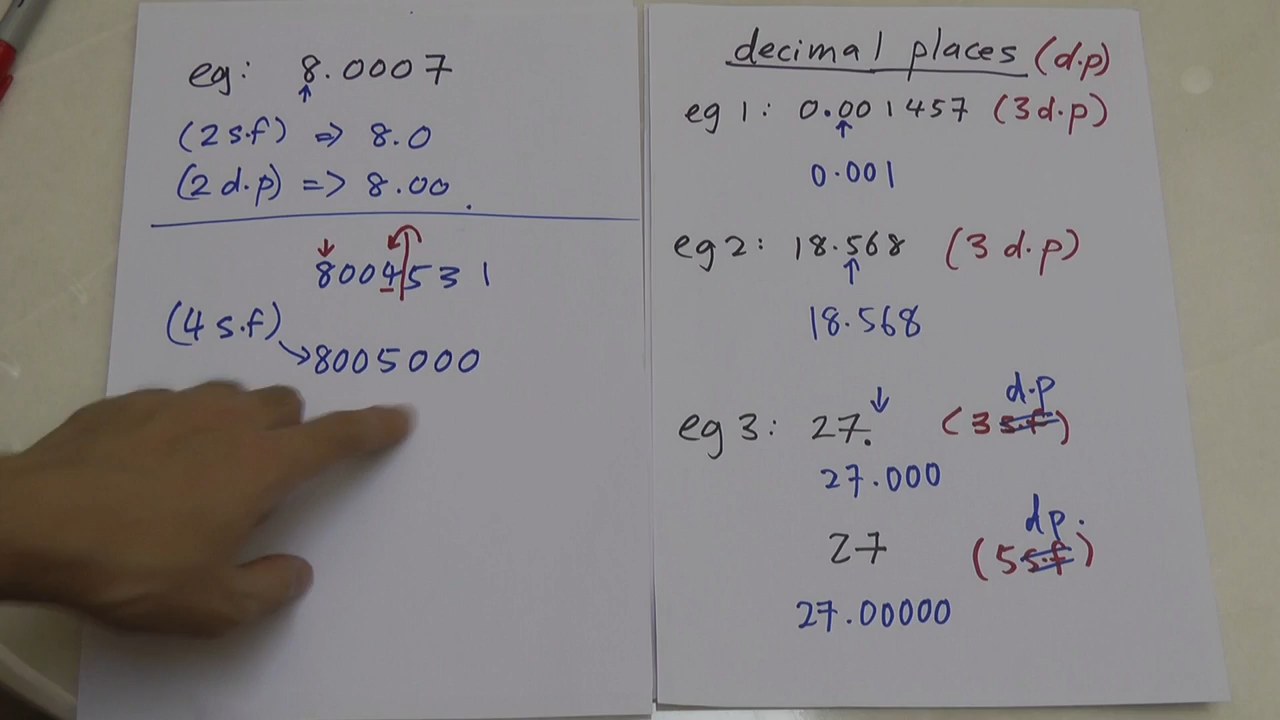 eg: 8.0007
(2 s.f) => 8.0
(2 d.p) => 8.00.
8004531
(4 s.f)
8005000
decimal places (d.p)
eg 1: 0.001457 (3 d.p)
0.001
eg 2: 18.568 (3 d.p)
18.568
d.p
eg 3: 27. (3 s.f)
27.000
dp.
27 (5 s.f)
27.00000